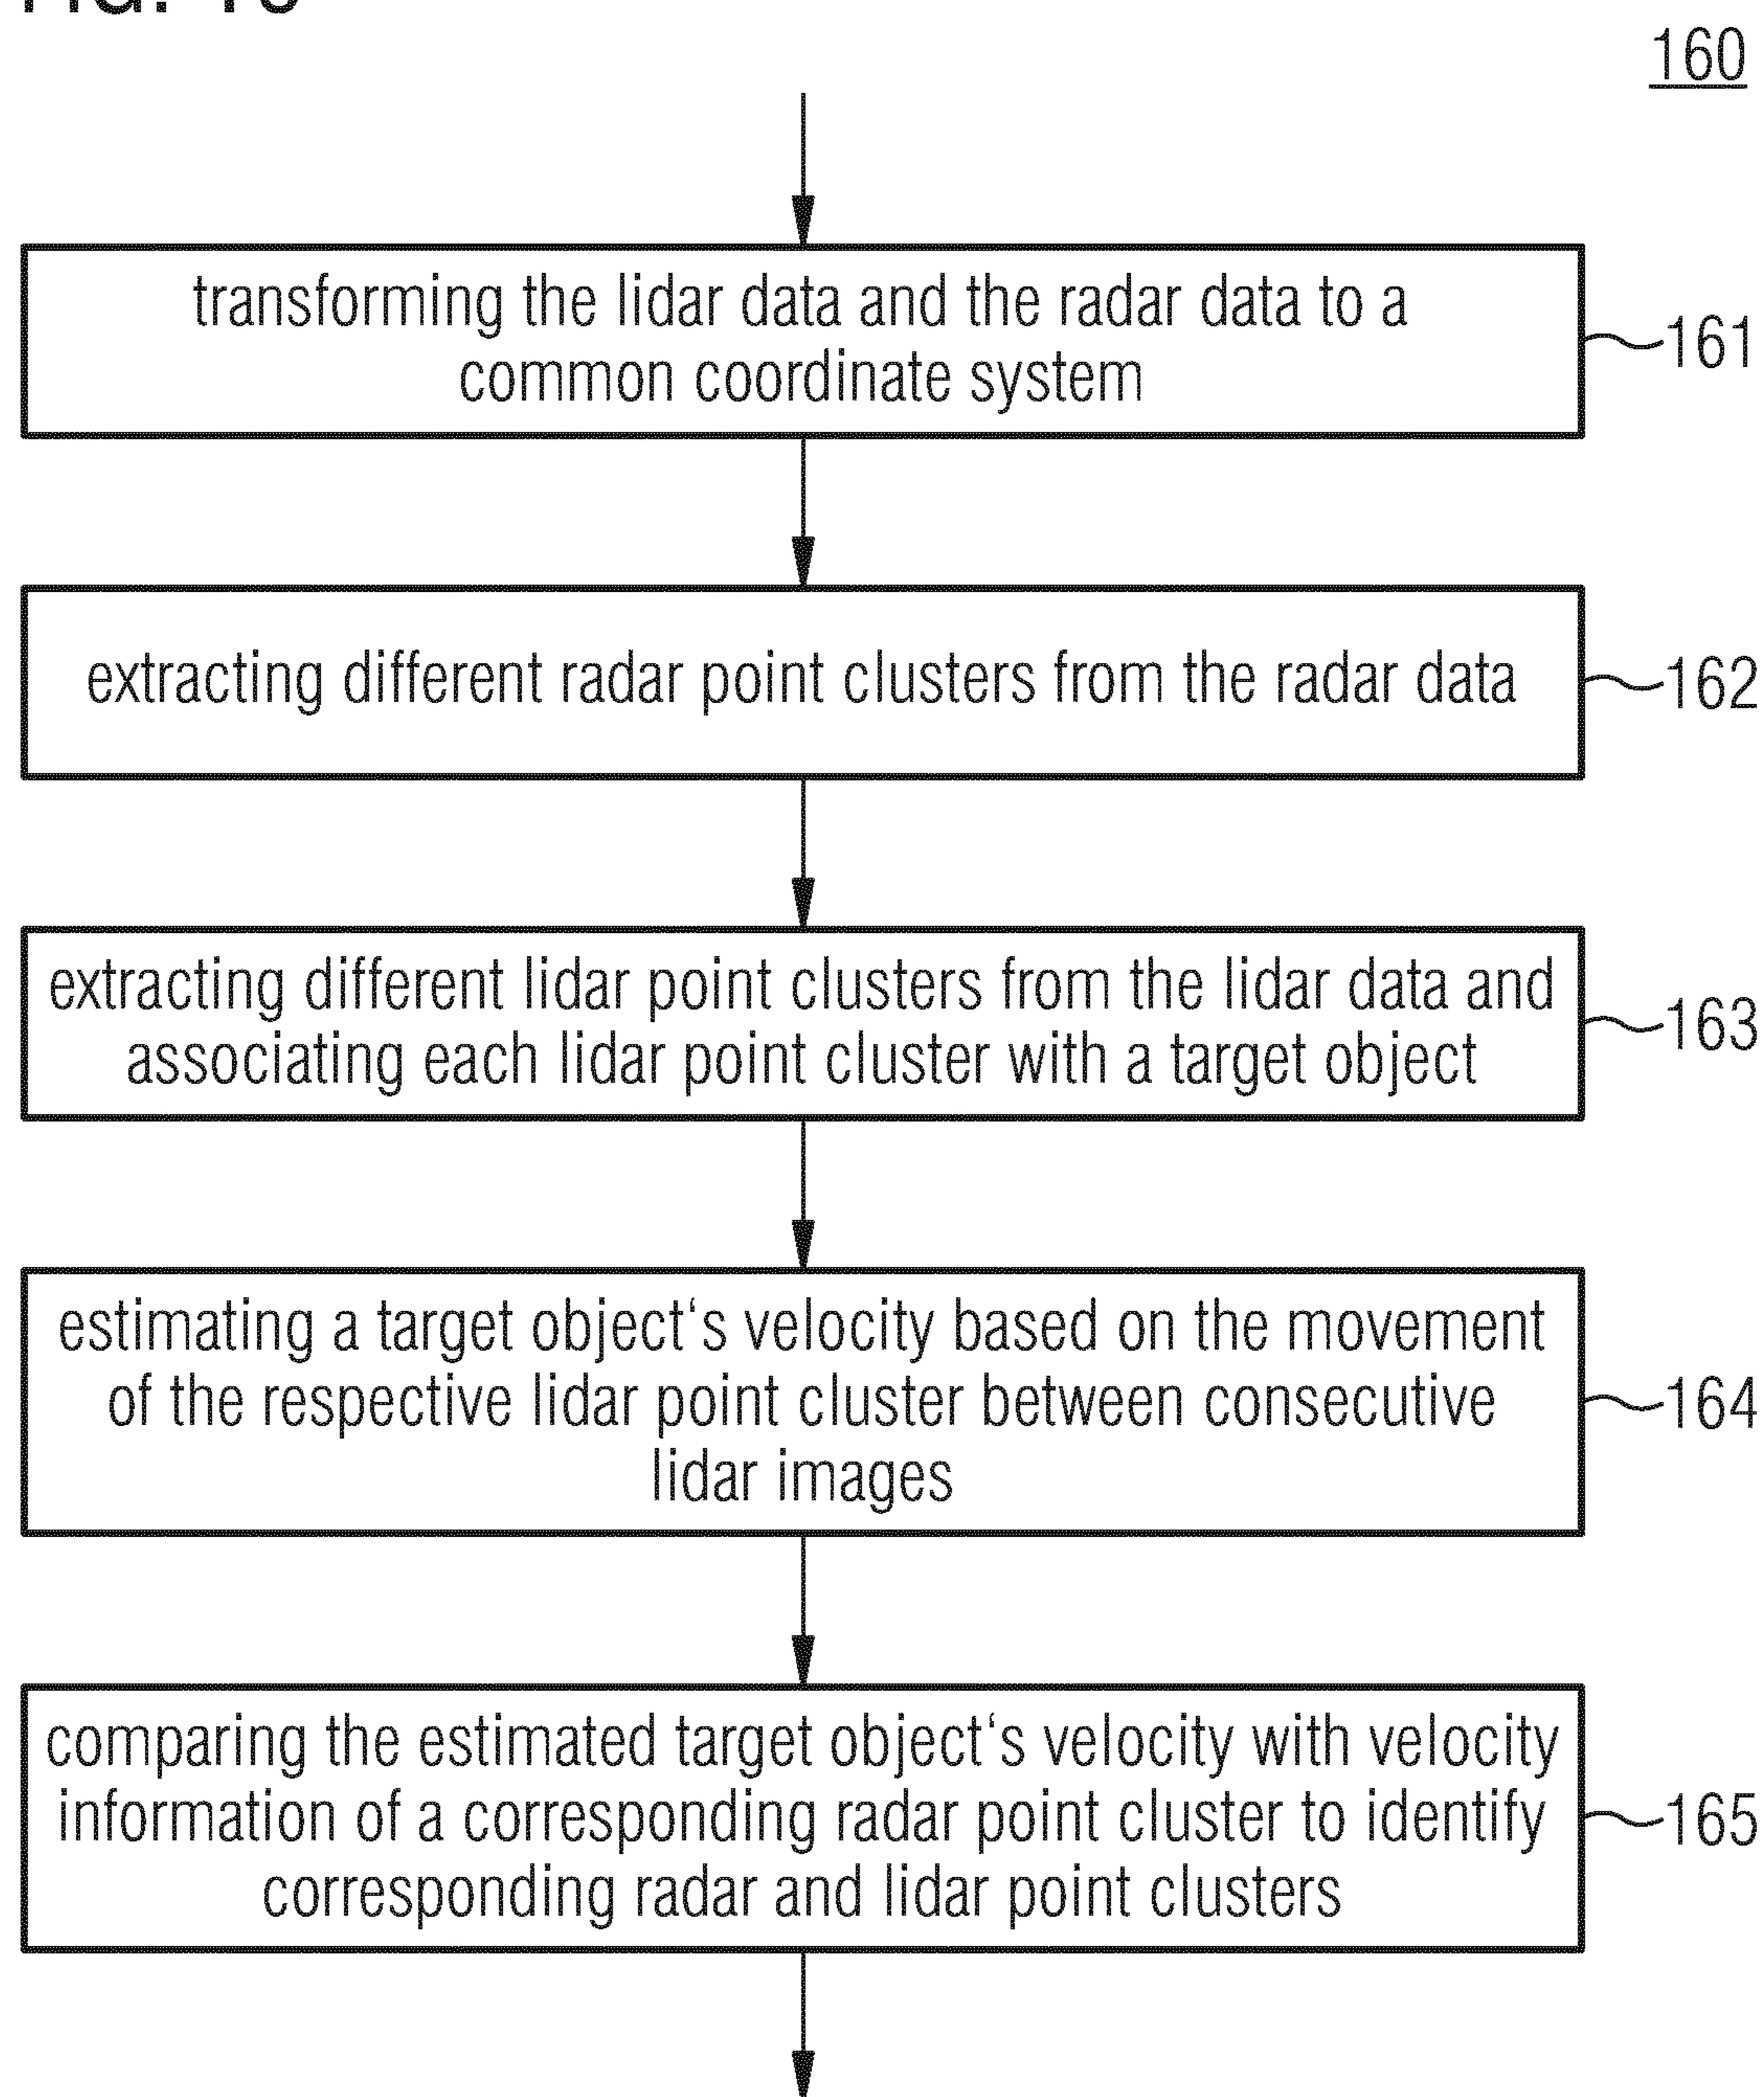 160
transforming the lidar data and the radar data to a
common coordinate system
161
extracting different radar point clusters from the radar data
162
extracting different lidar point clusters from the lidar data and
associating each lidar point cluster with a target object
163
estimating a target object‘s velocity based on the movement
of the respective lidar point cluster between consecutive
lidar images
164
comparing the estimated target object‘s velocity with velocity
information of a corresponding radar point cluster to identify
corresponding radar and lidar point clusters
165